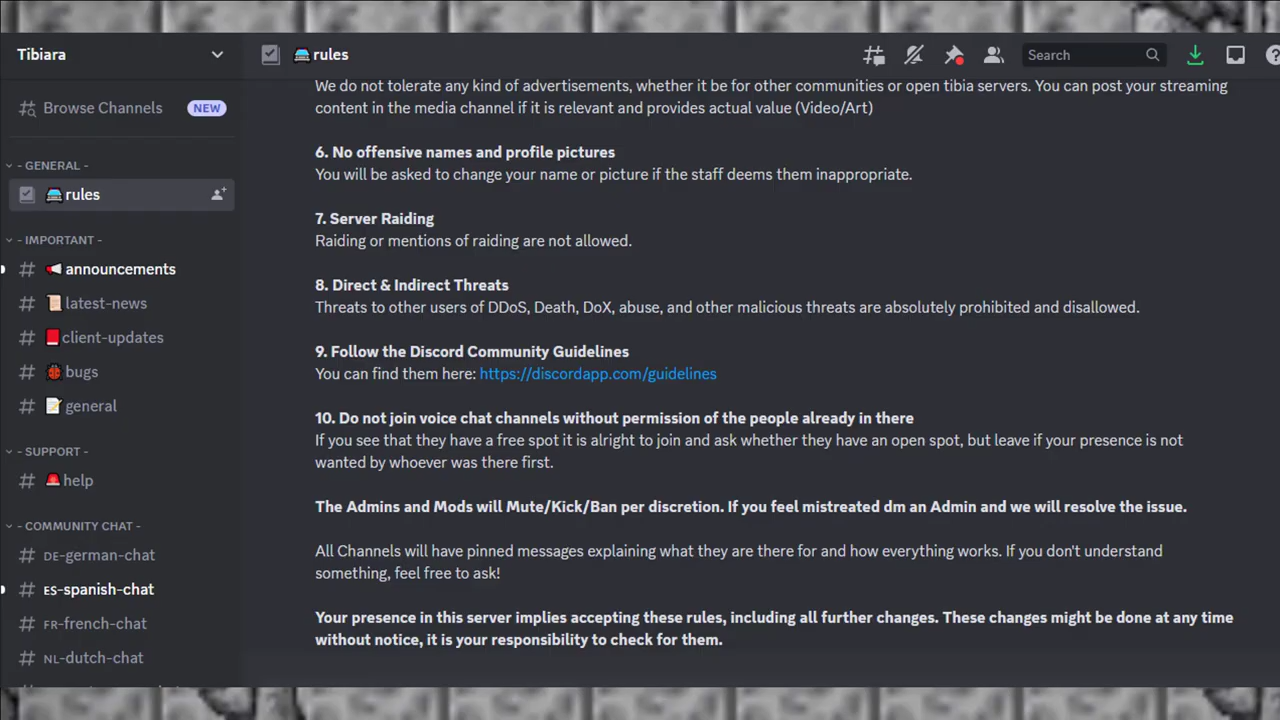 Tibiara
Browse Channels NEW
- GENERAL -
rules
- IMPORTANT -
announcements
latest-news
client-updates
bugs
general
- SUPPORT -
help
- COMMUNITY CHAT -
DE-german-chat
ES-spanish-chat
FR-french-chat
NL-dutch-chat
rules
Search
We do not tolerate any kind of advertisements, whether it be for other communities or open tibia servers. You can post your streaming
content in the media channel if it is relevant and provides actual value (Video/Art)
6. No offensive names and profile pictures
You will be asked to change your name or picture if the staff deems them inappropriate.
7. Server Raiding
Raiding or mentions of raiding are not allowed.
8. Direct & Indirect Threats
Threats to other users of DDoS, Death, DoX, abuse, and other malicious threats are absolutely prohibited and disallowed.
9. Follow the Discord Community Guidelines
You can find them here: https://discordapp.com/guidelines
10. Do not join voice chat channels without permission of the people already in there
If you see that they have a free spot it is alright to join and ask whether they have an open spot, but leave if your presence is not
wanted by whoever was there first.
The Admins and Mods will Mute/Kick/Ban per discretion. If you feel mistreated dm an Admin and we will resolve the issue.
All Channels will have pinned messages explaining what they are there for and how everything works. If you don't understand
something, feel free to ask!
Your presence in this server implies accepting these rules, including all further changes. These changes might be done at any time
without notice, it is your responsibility to check for them.